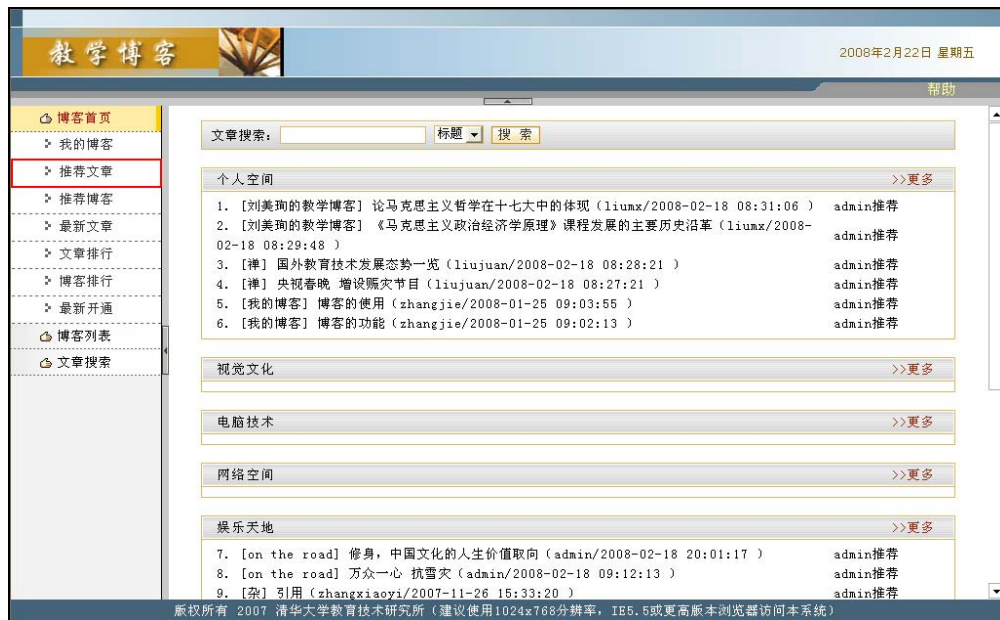 教学博客
2008年2月22日 星期五
帮助
博客首页
我的博客
推荐文章
推荐博客
最新文章
文章排行
博客排行
最新开通
博客列表
文章搜索
文章搜索： 标题 搜 索
个人空间 >>更多
1. [刘美珣的教学博客] 论马克思主义哲学在十七大中的体现（liumx/2008-02-18 08:31:06 ） admin推荐
2. [刘美珣的教学博客] 《马克思主义政治经济学原理》课程发展的主要历史沿革（liumx/2008-
02-18 08:29:48 ） admin推荐
3. [禅] 国外教育技术发展态势一览（liujuan/2008-02-18 08:28:21 ） admin推荐
4. [禅] 央视春晚 增设赈灾节目（liujuan/2008-02-18 08:27:21 ） admin推荐
5. [我的博客] 博客的使用（zhangjie/2008-01-25 09:03:55 ） admin推荐
6. [我的博客] 博客的功能（zhangjie/2008-01-25 09:02:13 ） admin推荐
视觉文化 >>更多
电脑技术 >>更多
网络空间 >>更多
娱乐天地 >>更多
7. [on the road] 修身，中国文化的人生价值取向（admin/2008-02-18 20:01:17 ） admin推荐
8. [on the road] 万众一心 抗雪灾（admin/2008-02-18 09:12:13 ） admin推荐
9. [杂] 引用（zhangxiaoyi/2007-11-26 15:33:20 ） admin推荐
版权所有 2007 清华大学教育技术研究所（建议使用1024x768分辨率，IE5.5或更高版本浏览器访问本系统）